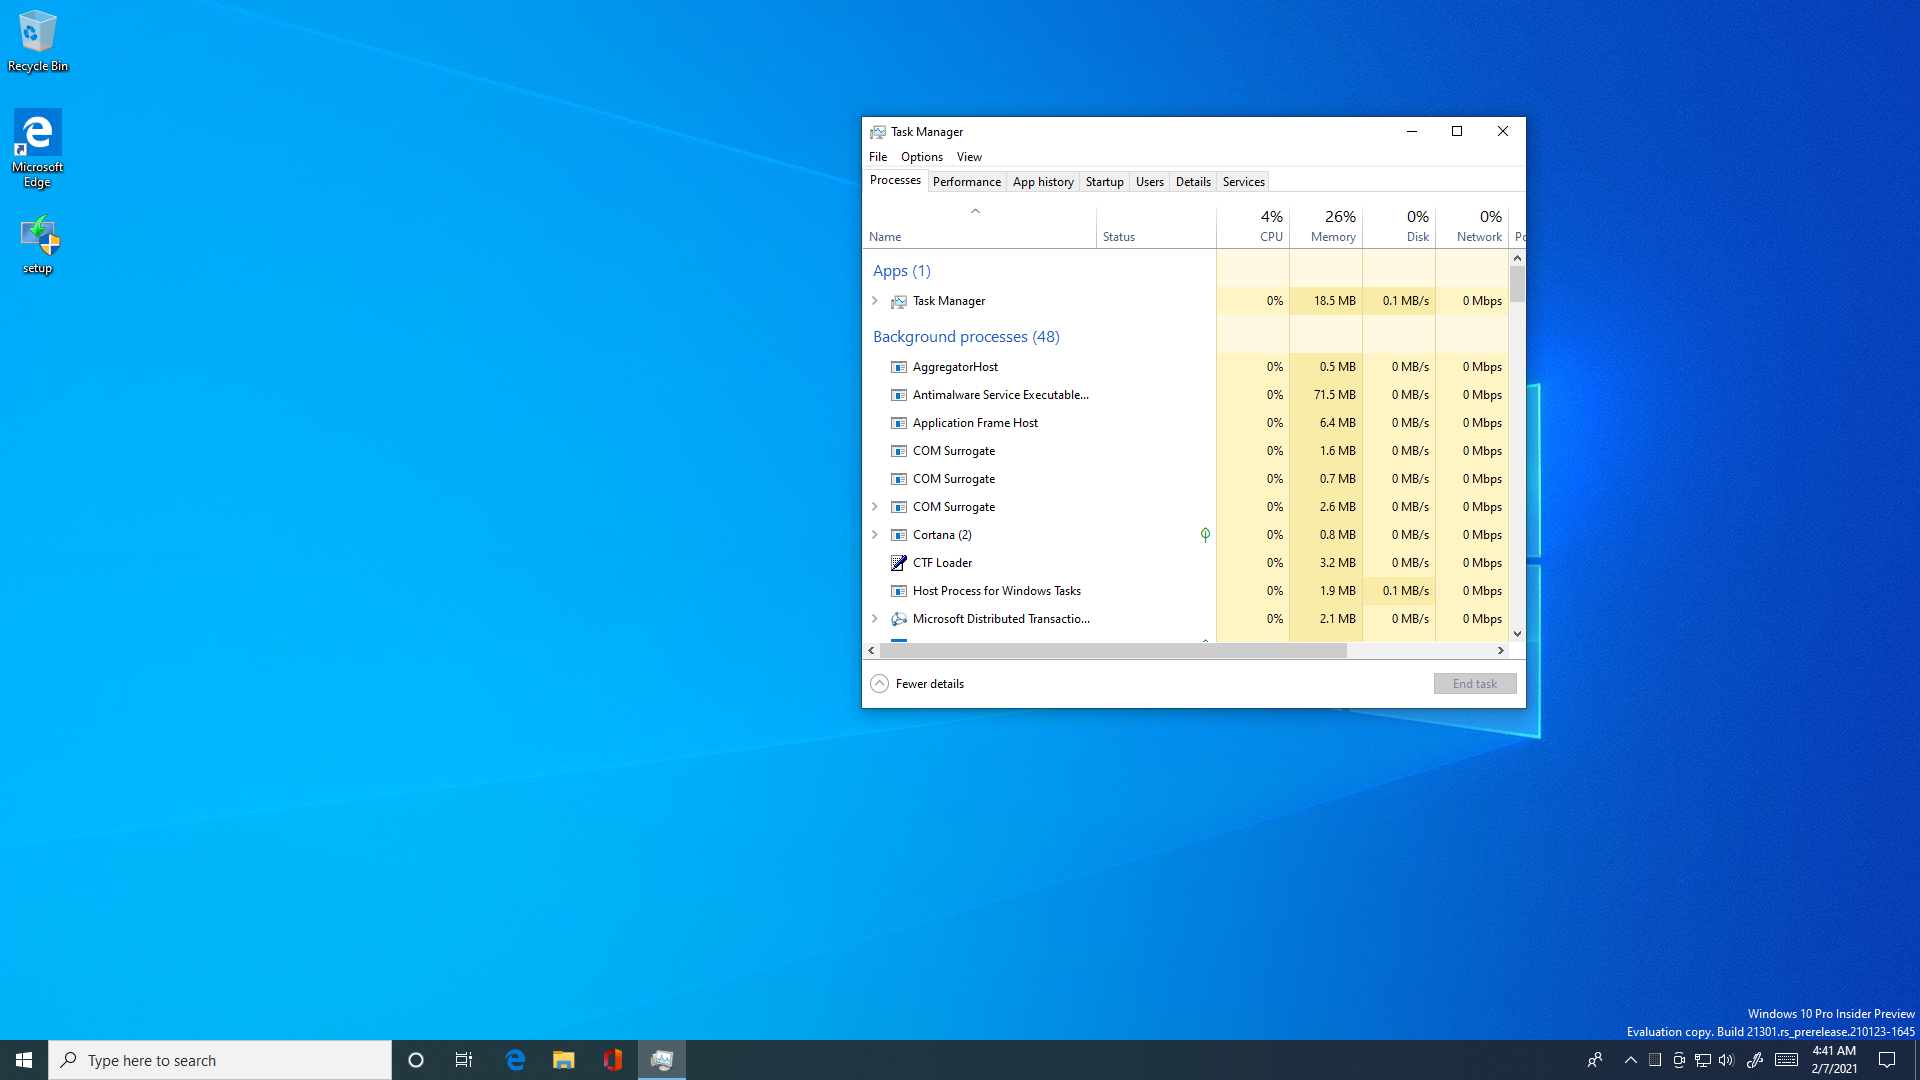 Recycle Bin
Microsoft
Edge
setup
Task Manager
File Options View
Processes Performance App history Startup Users Details Services
4% 26% 0% 0%
Name Status CPU Memory Disk Network Po
Apps (1)
Task Manager 0% 18.5 MB 0.1 MB/s 0 Mbps
Background processes (48)
AggregatorHost 0% 0.5 MB 0 MB/s 0 Mbps
Antimalware Service Executable... 0% 71.5 MB 0 MB/s 0 Mbps
Application Frame Host 0% 6.4 MB 0 MB/s 0 Mbps
COM Surrogate 0% 1.6 MB 0 MB/s 0 Mbps
COM Surrogate 0% 0.7 MB 0 MB/s 0 Mbps
COM Surrogate 0% 2.6 MB 0 MB/s 0 Mbps
Cortana (2) 0% 0.8 MB 0 MB/s 0 Mbps
CTF Loader 0% 3.2 MB 0 MB/s 0 Mbps
Host Process for Windows Tasks 0% 1.9 MB 0.1 MB/s 0 Mbps
Microsoft Distributed Transactio... 0% 2.1 MB 0 MB/s 0 Mbps
Fewer details End task
Windows 10 Pro Insider Preview
Evaluation copy. Build 21301.rs_prerelease.210123-1645
Type here to search
4:41 AM
2/7/2021